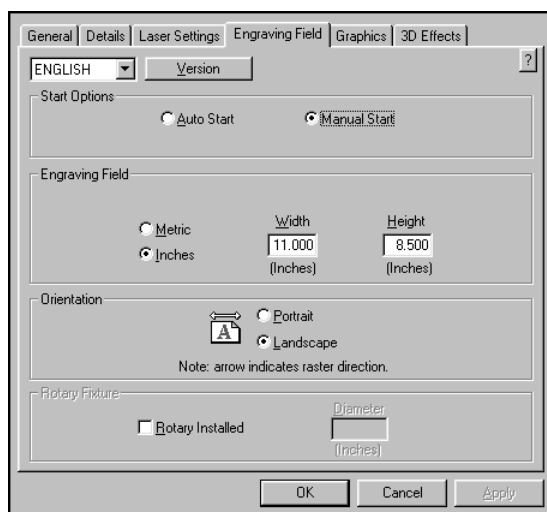 General Details Laser Settings Engraving Field Graphics 3D Effects
ENGLISH Version ?
Start Options
Auto Start Manual Start
Engraving Field
Width Height
Metric
11.000 8.500
Inches
(Inches) (Inches)
Orientation
Portrait
A
Landscape
Note: arrow indicates raster direction.
Rotary Fixture
Diameter
Rotary Installed
(Inches)
OK Cancel Apply